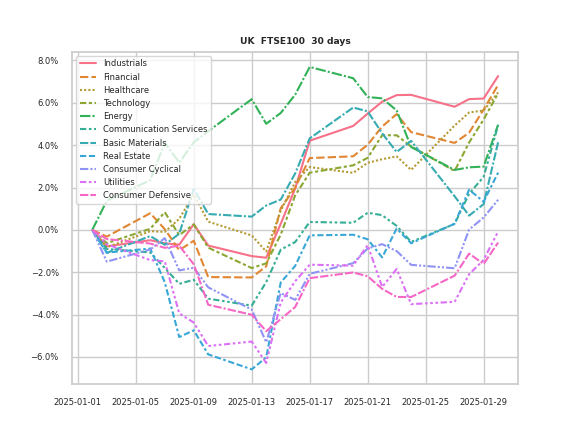 UK  FTSE100  30 days
8.0%
6.0%
4.0%
2.0%
0.0%
−2.0%
−4.0%
−6.0%
Industrials
Financial
Healthcare
Technology
Energy
Communication Services
Basic Materials
Real Estate
Consumer Cyclical
Utilities
Consumer Defensive
2025-01-01 2025-01-05 2025-01-09 2025-01-13 2025-01-17 2025-01-21 2025-01-25 2025-01-29